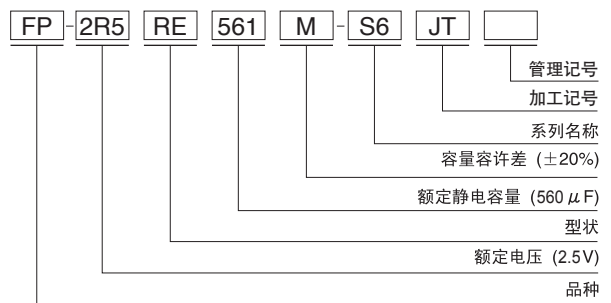 FP-2R5 RE 561 M-S6 JT
管理记号
加工记号
系列名称
容量容许差 (±20%)
额定静电容量 (560μF)
型状
额定电压 (2.5V)
品种